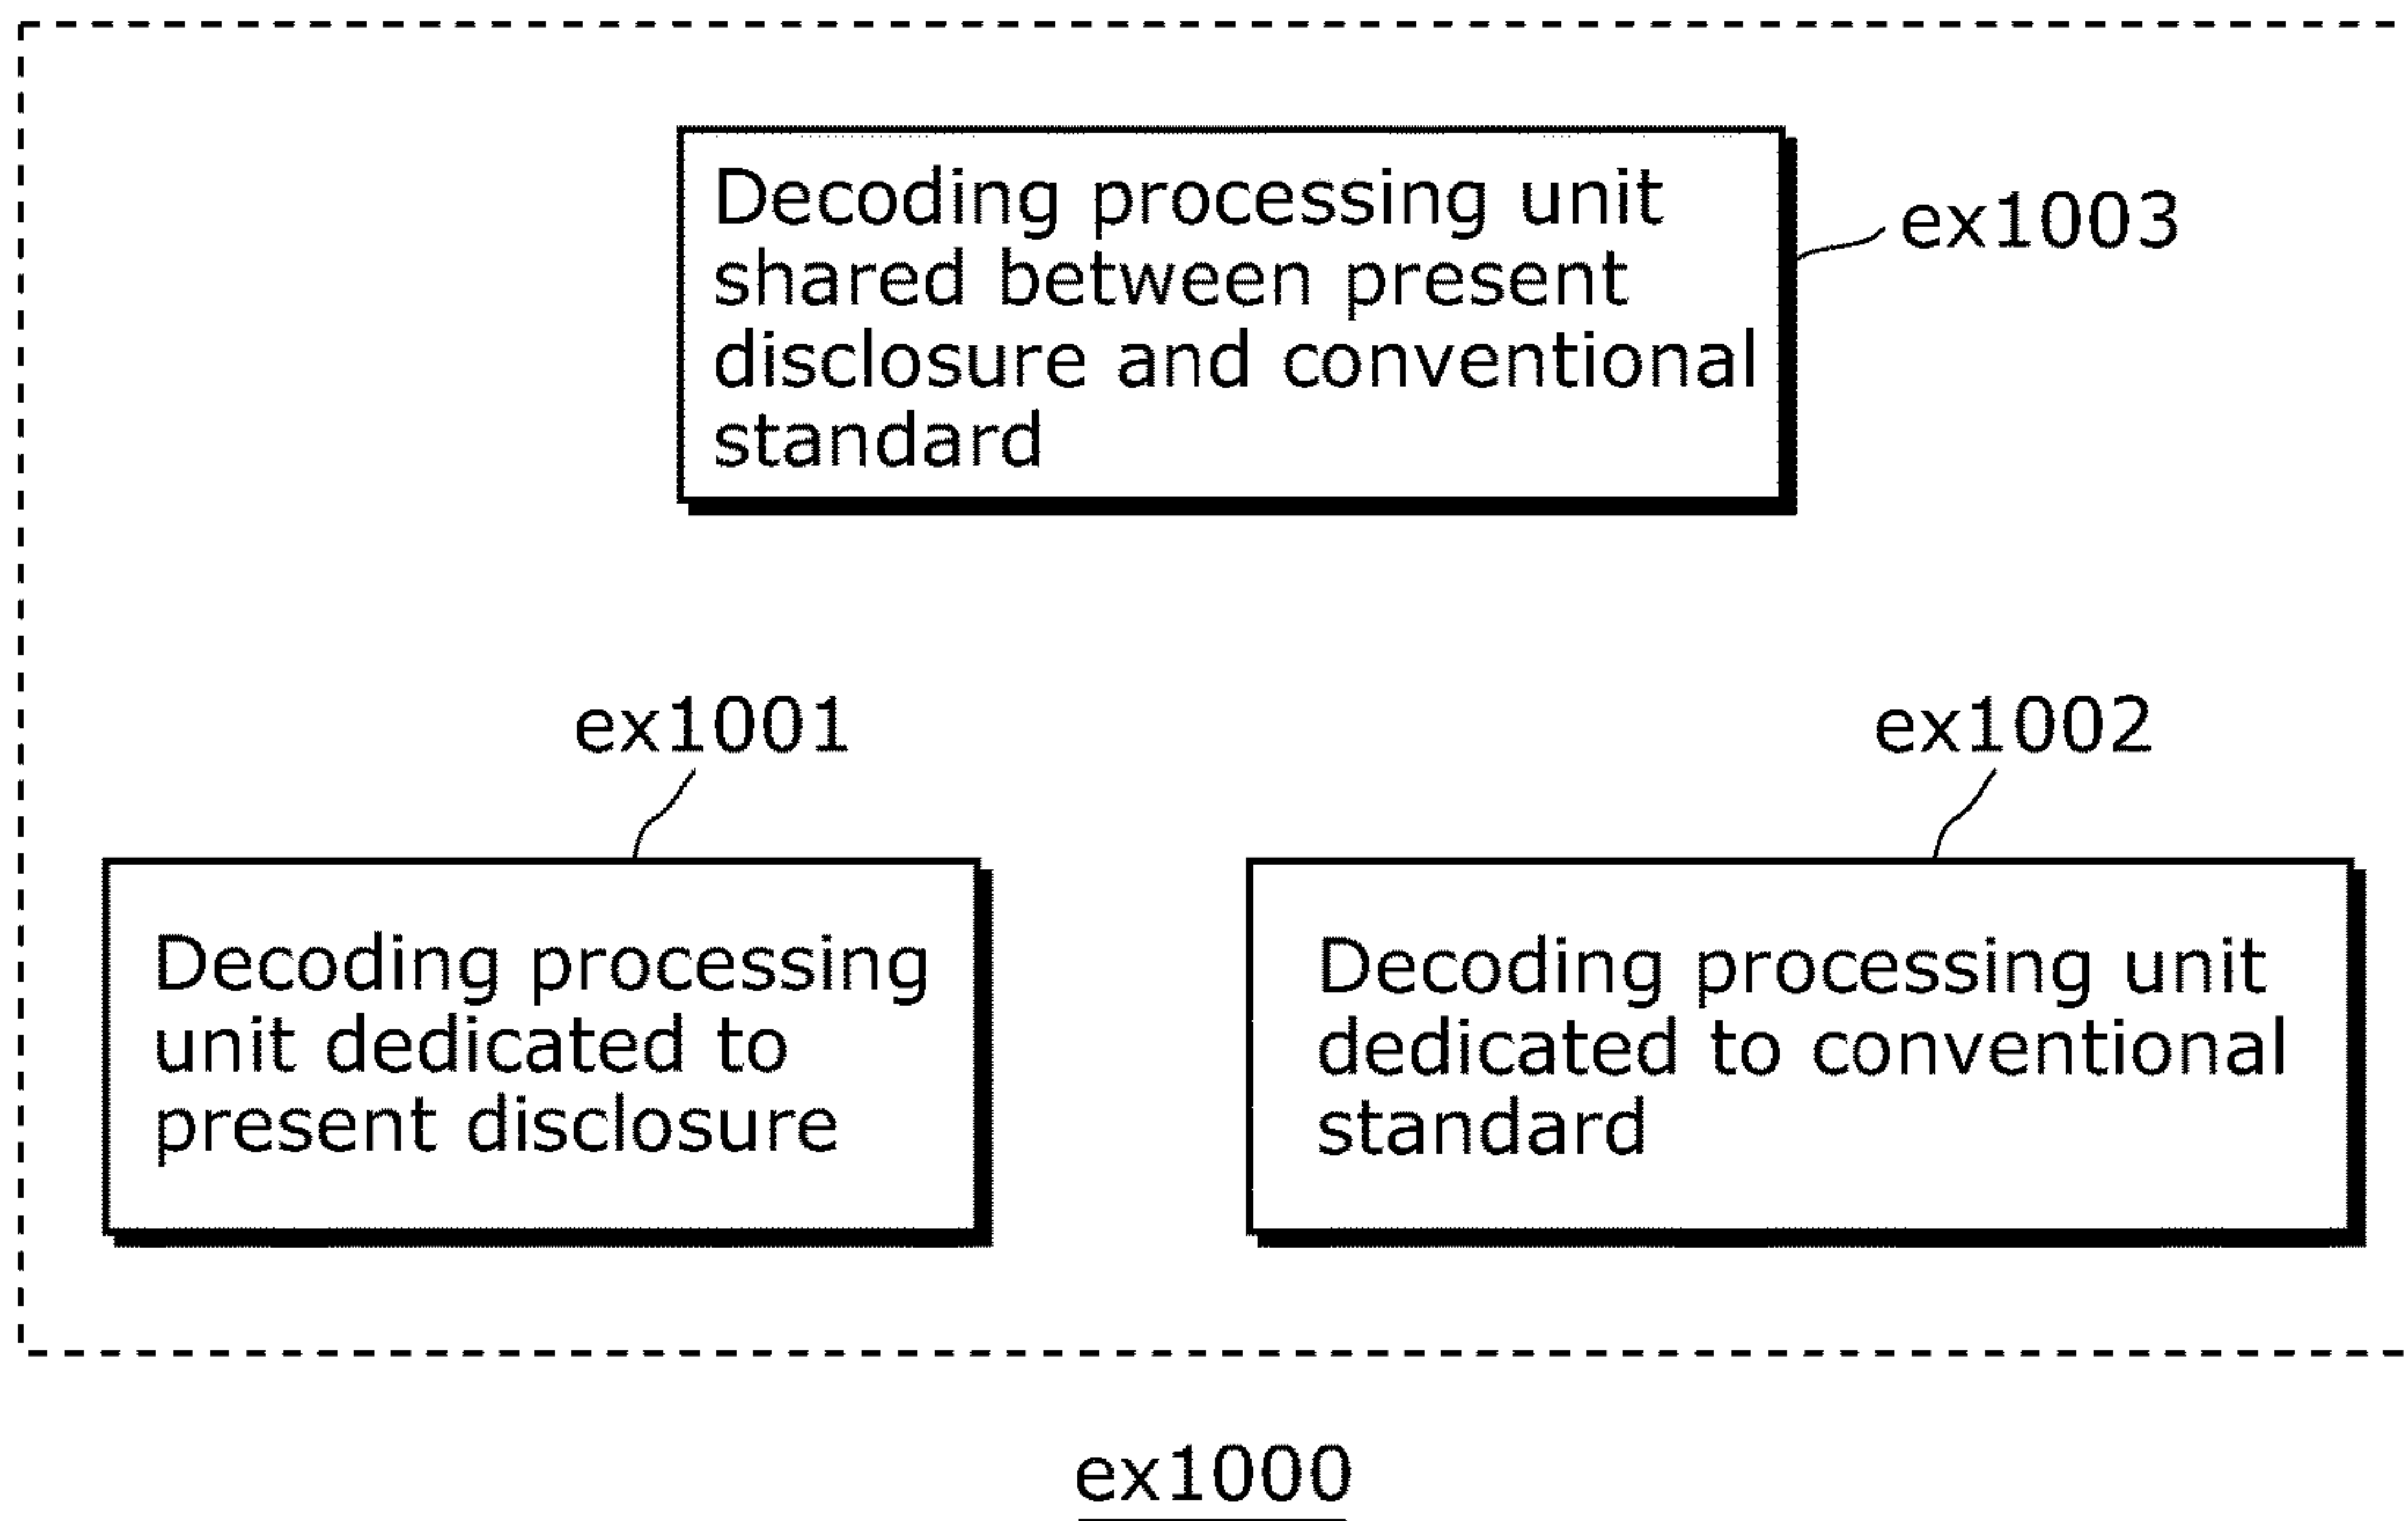 Decoding processing unit
shared between present
disclosure and conventional
standard
ex1003
ex1001
ex1002
Decoding processing
unit dedicated to
present disclosure
Decoding processing unit
dedicated to conventional
standard
ex1000